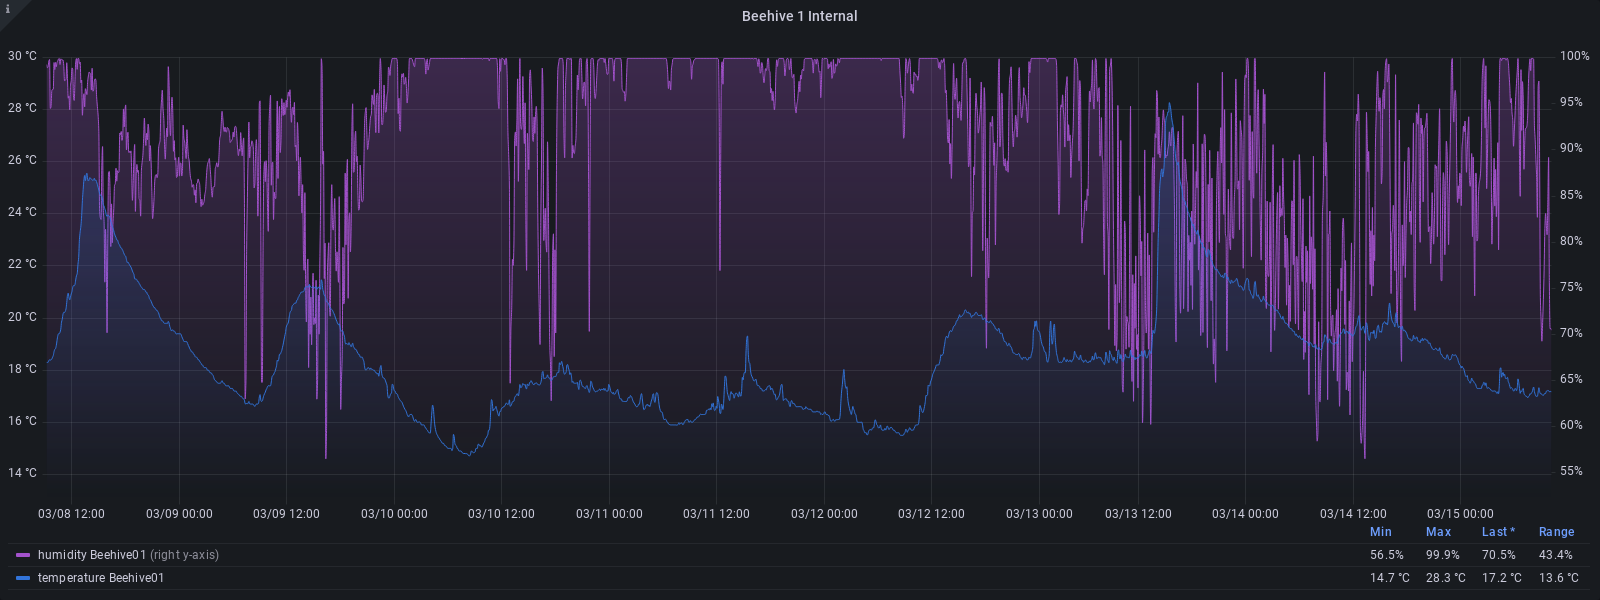 i
Beehive 1 Internal
30 °C 100%
28 °C 95%
26 °C 90%
24 °C 85%
22 °C 80%
20 °C 75%
18 °C 70%
16 °C 65%
14 °C 60%
55%
03/08 12:00 03/09 00:00 03/09 12:00 03/10 00:00 03/10 12:00 03/11 00:00 03/11 12:00 03/12 00:00 03/12 12:00 03/13 00:00 03/13 12:00 03/14 00:00 03/14 12:00 03/15 00:00
Min Max Last * Range
humidity Beehive01 (right y-axis) 56.5% 99.9% 70.5% 43.4%
temperature Beehive01 14.7 °C 28.3 °C 17.2 °C 13.6 °C